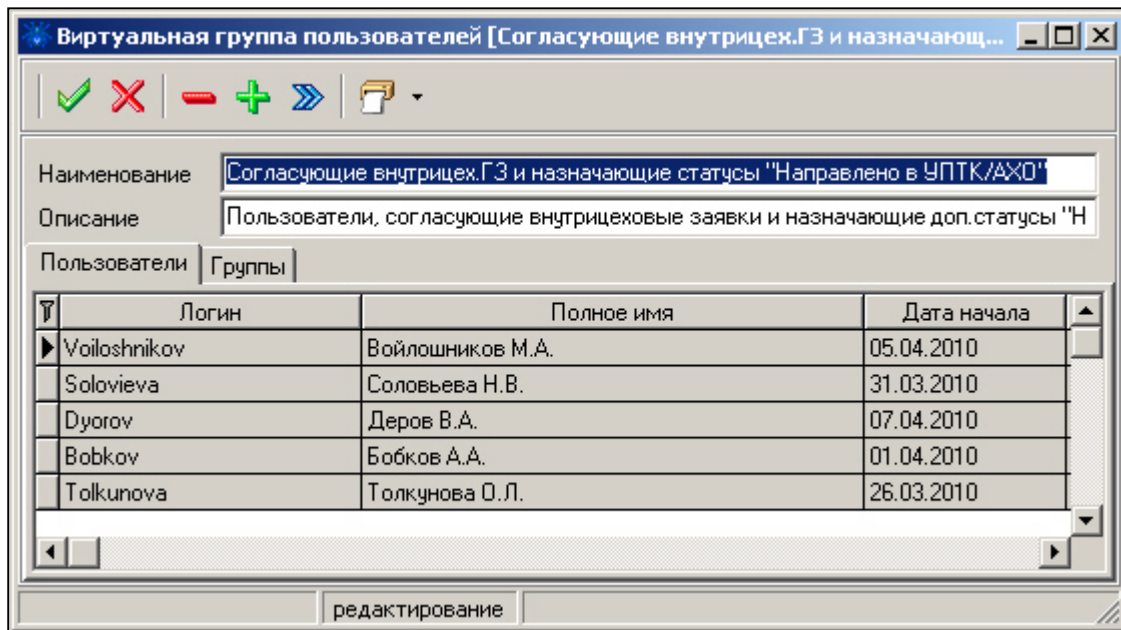 Виртуальная группа пользователей [Согласующие внутрицех.ГЗ и назначающ...
Наименование Согласующие внутрицех.ГЗ и назначающие статусы "Направлено в УПТК/АХО"
Описание Пользователи, согласующие внутрицеховые заявки и назначающие доп.статусы "Н
Пользователи Группы
Логин Полное имя Дата начала
Voiloshnikov Войлошников М.А. 05.04.2010
Solovieva Соловьева Н.В. 31.03.2010
Dyorov Деров В.А. 07.04.2010
Bobkov Бобков А.А. 01.04.2010
Tolkunova Толкунова О.Л. 26.03.2010
редактирование